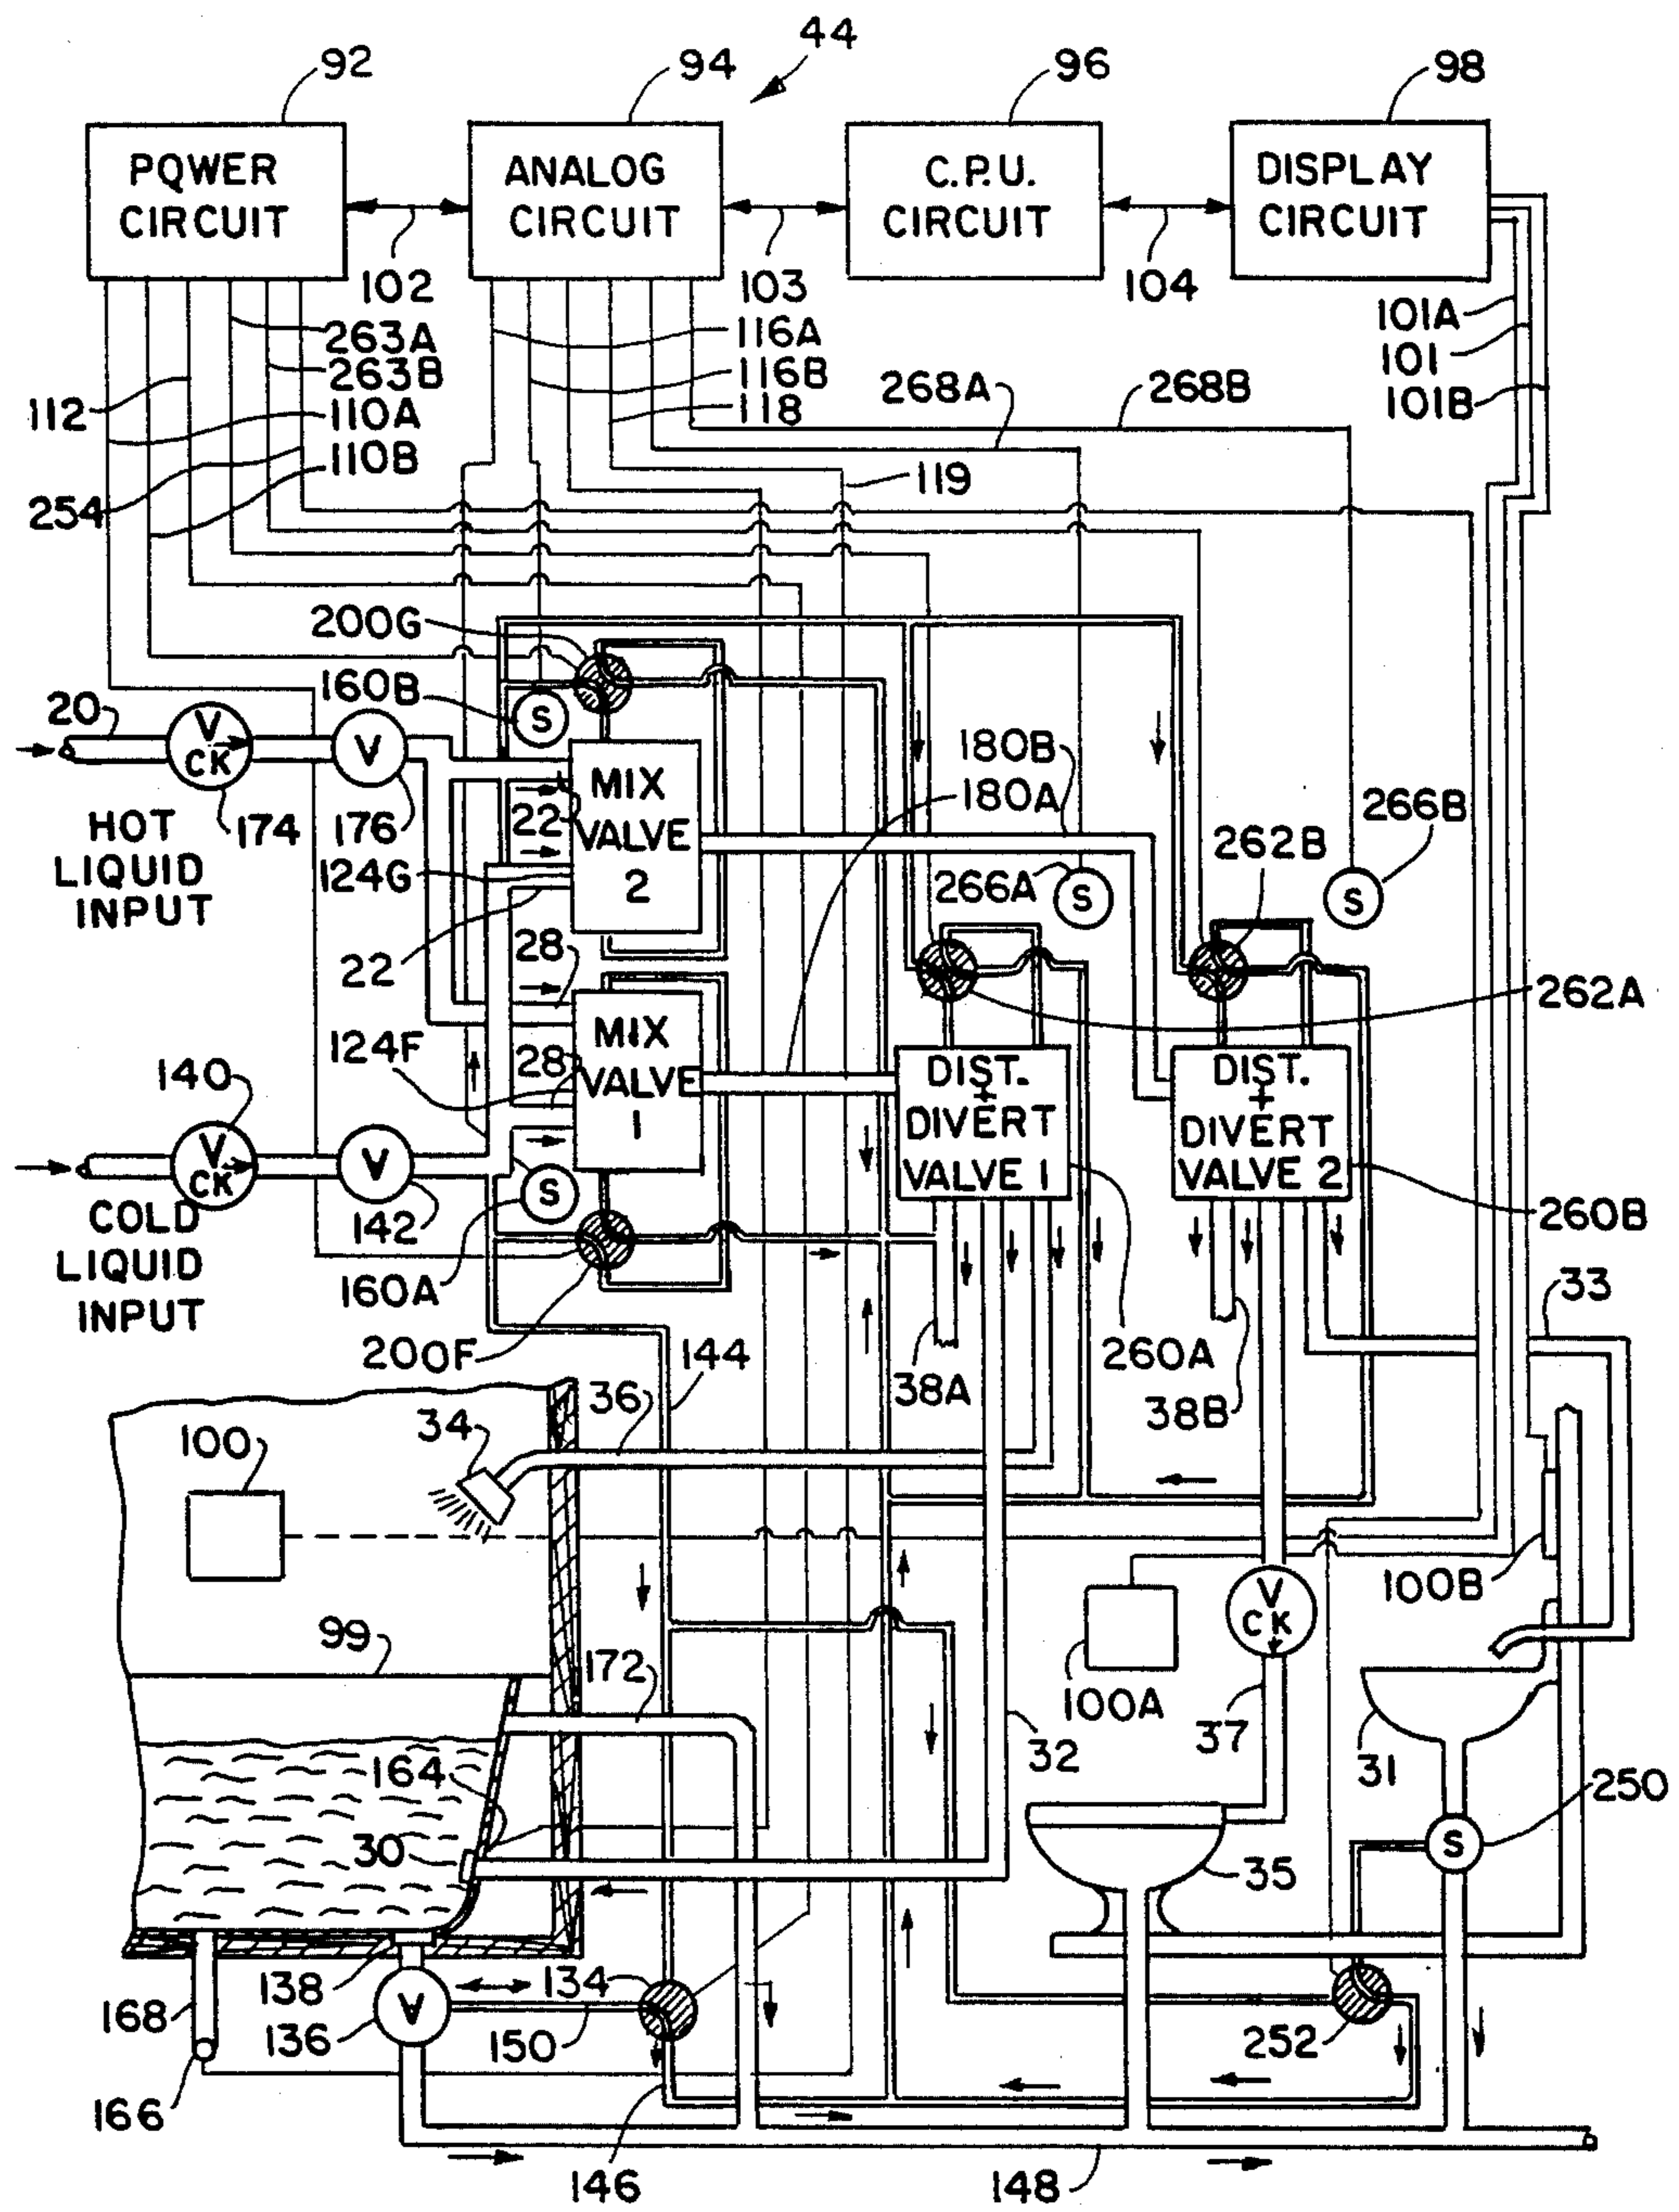 44
92
94
96
98
PQWER
CIRCUIT
ANALOG
CIRCUIT
C.P.U.
CIRCUIT
DISPLAY
CIRCUIT
102
103
104
263A
263B
112
110A
110B
254
116A
116B
118
119
268A
268B
101A
101
101B
200G
160B
20
V
CK
V
174
176
HOT
LIQUID
INPUT
S
MIX
VALVE
2
22
124G
22
180B
180A
266A
S
262B
266B
S
28
262A
124F
28
MIX
VALVE
1
140
V
CK
V
142
COLD
LIQUID
INPUT
S
160A
200F
DIST.
+
DIVERT
VALVE 1
DIST.
+
DIVERT
VALVE 2
260B
260A
38A
38B
33
144
36
34
100
100B
V
CK
100A
99
172
37
32
31
164
30
35
250
S
138
V
136
134
150
168
166
252
146
148